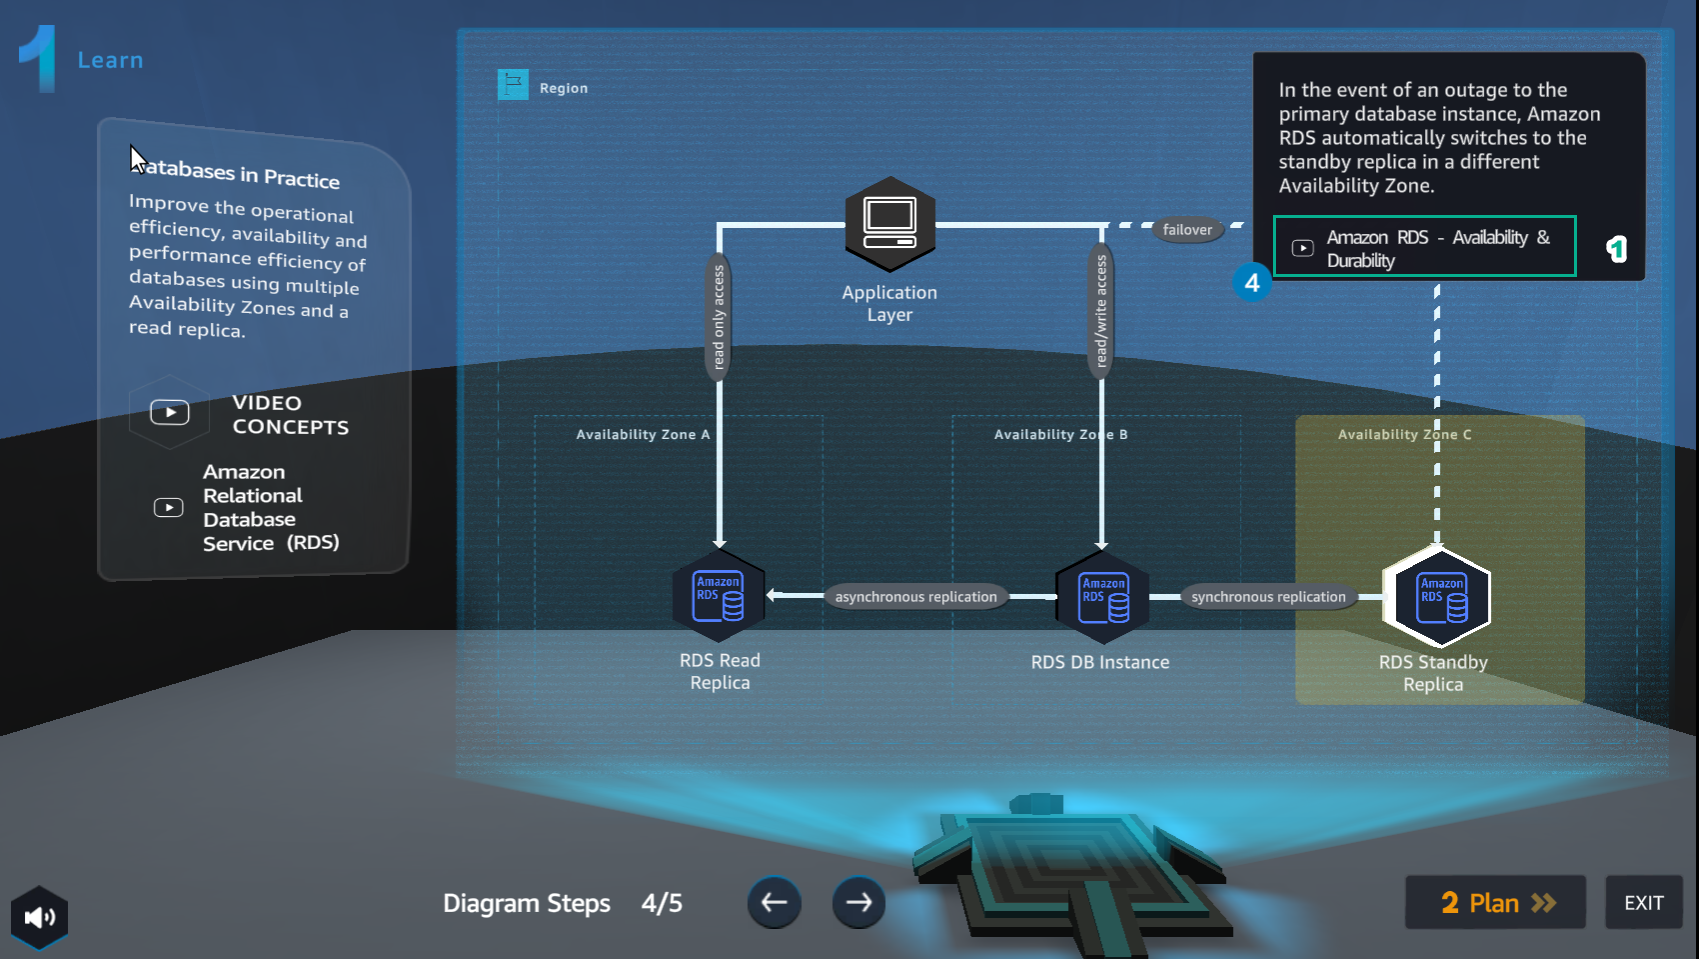 1 Learn
Databases in Practice
Improve the operational
efficiency, availability and
performance efficiency of
databases using multiple
Availability Zones and a
read replica.
VIDEO
CONCEPTS
Amazon
Relational
Database
Service (RDS)
Region
Application
Layer
read only access
read/write access
failover
In the event of an outage to the
primary database instance, Amazon
RDS automatically switches to the
standby replica in a different
Availability Zone.
Amazon RDS - Availability &
Durability
1
4
Availability Zone A
Availability Zone B
Availability Zone C
Amazon
RDS
asynchronous replication
Amazon
RDS
synchronous replication
Amazon
RDS
RDS Read
Replica
RDS DB Instance
RDS Standby
Replica
Diagram Steps 4/5
2 Plan
EXIT